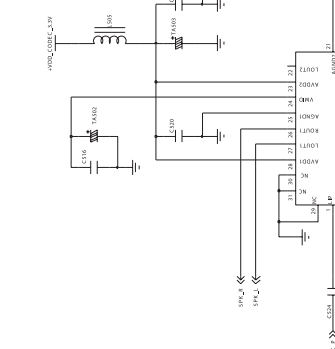 +VDD_CODEC_3.3V
L505
TA503
TA502
C516
C520
22
LOUT2
23
AVDD2
24
VMID
25
AGND1
26
ROUT1
27
LOUT1
28
AVDD1
30
NC
31
NC
29
NC
1
21
SPK_R
SPK_L
C524